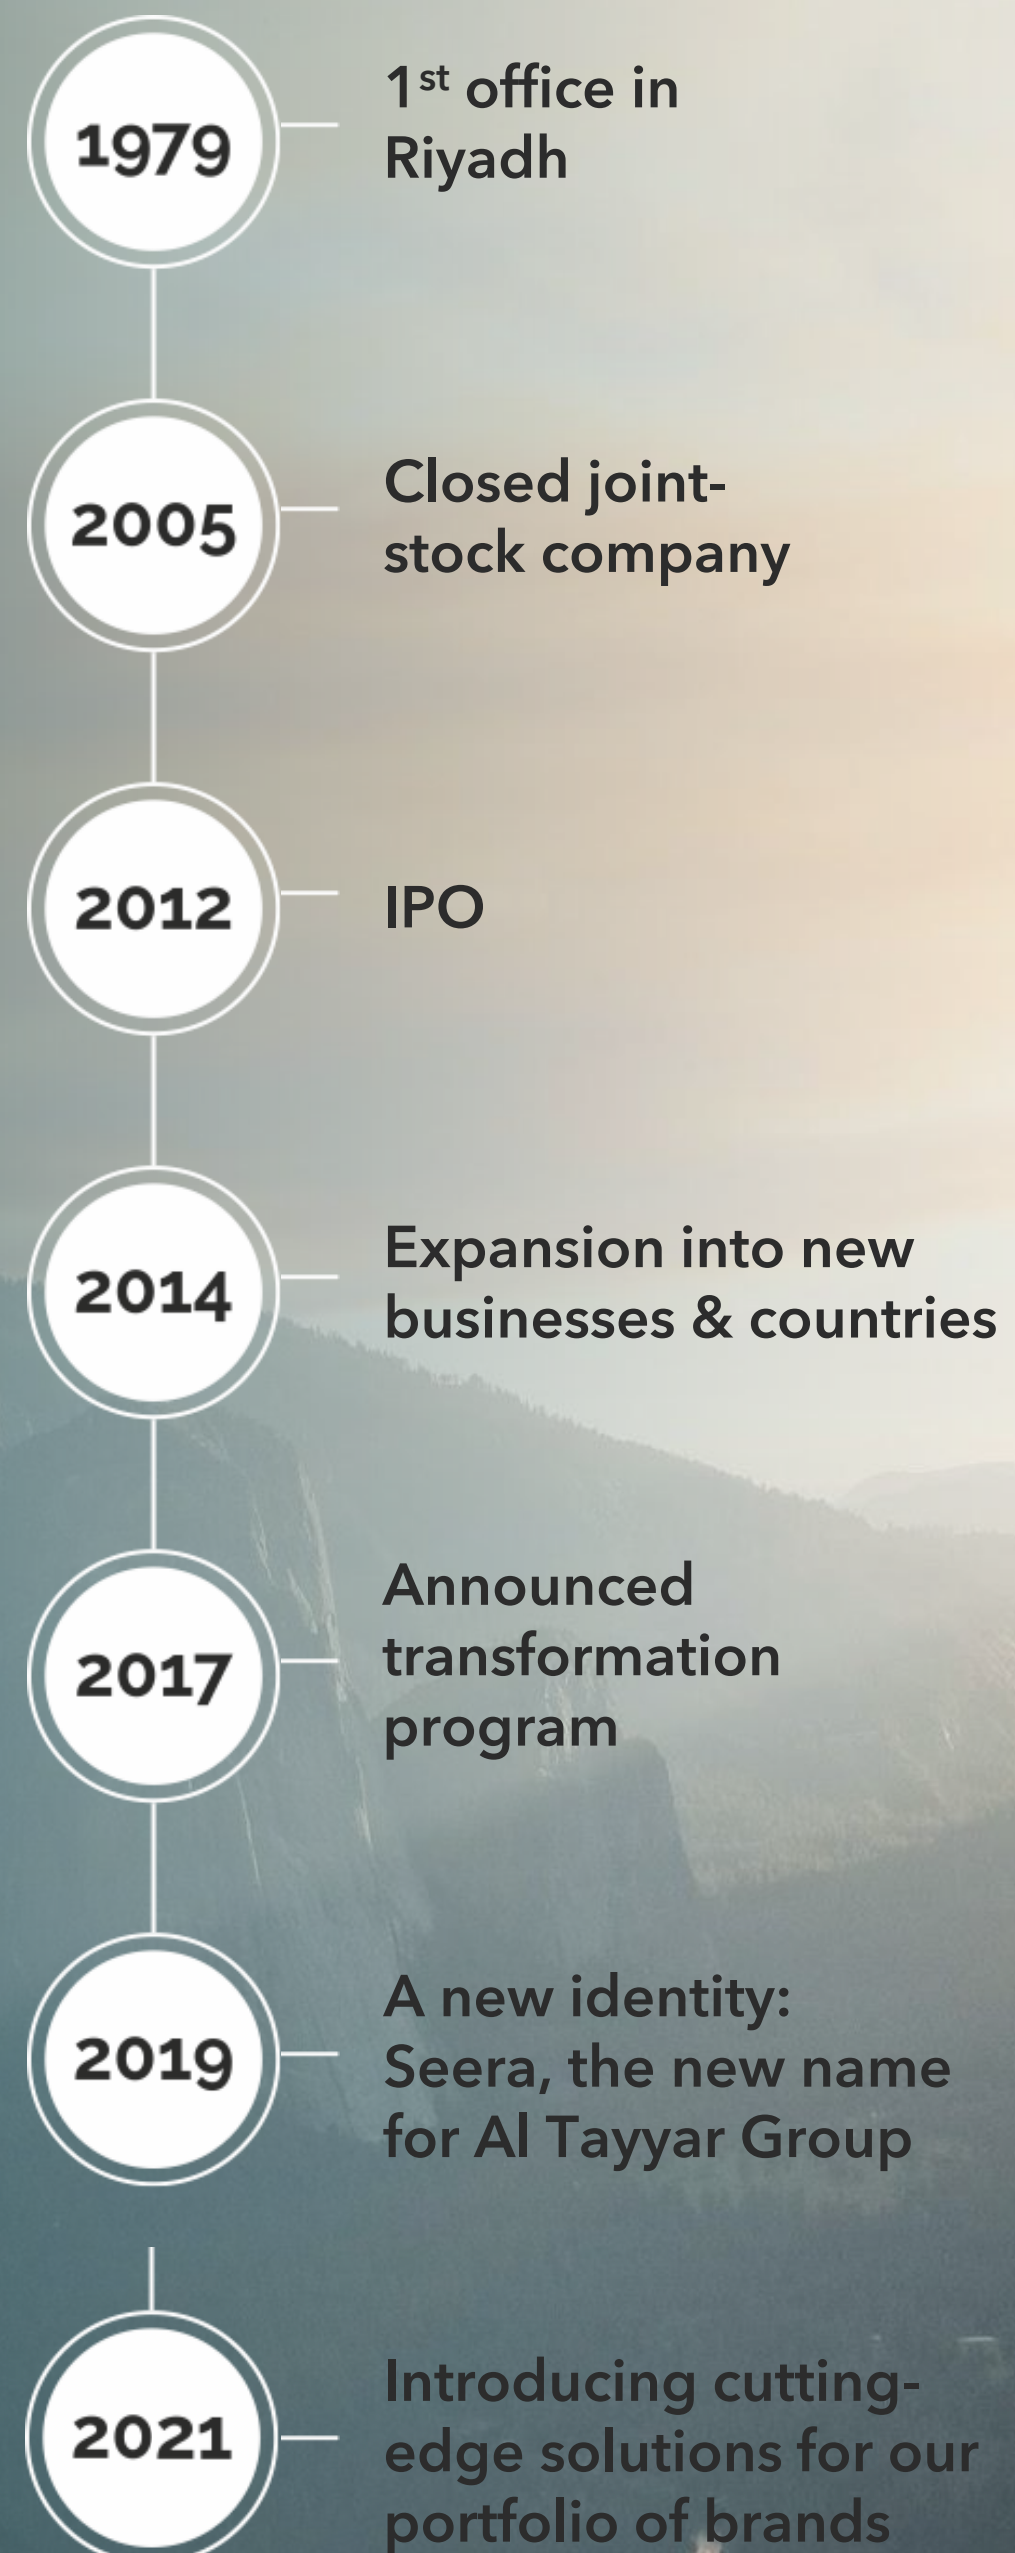 1979
1st office in
Riyadh
2005
Closed joint-
stock company
2012
IPO
2014
Expansion into new
businesses & countries
2017
Announced
transformation
program
2019
A new identity:
Seera, the new name
for Al Tayyar Group
2021
Introducing cutting-
edge solutions for our
portfolio of brands